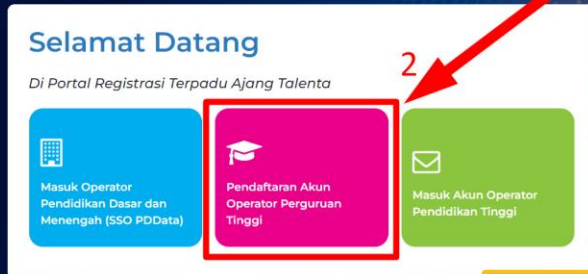 Selamat Datang
2
Di Portal Registrasi Terpadu Ajang Talenta
Masuk Operator
Pendidikan Dasar dan
Menengah (SSO PDData)
Pendaftaran Akun
Operator Perguruan
Tinggi
Masuk Akun Operator
Pendidikan Tinggi